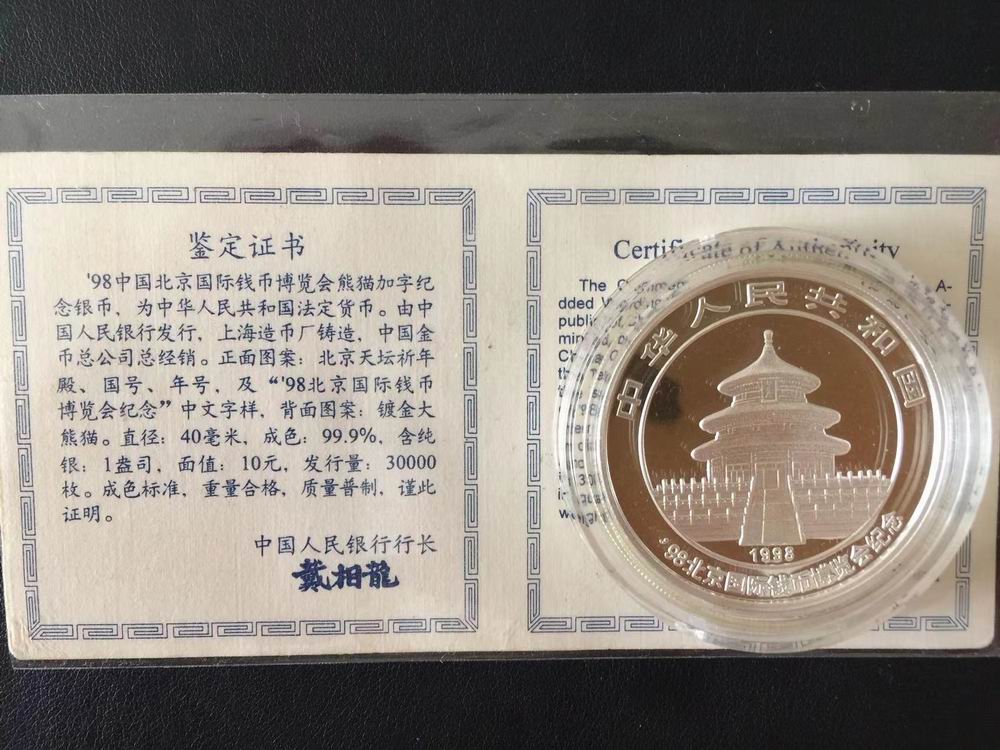 鉴定证书
'98中国北京国际钱币博览会熊猫加字纪
念银币，为中华人民共和国法定货币。由中
国人民银行发行，上海造币厂铸造，中国金
币总公司总经销。正面图案：北京天坛祈年
殿、国号、年号，及“'98北京国际钱币
博览会纪念”中文字样，背面图案：镀金大
熊猫。直径：40毫米，成色：99.9%，含纯
银：1盎司，面值：10元，发行量：30000
枚。成色标准，重量合格，质量普制，谨此
证明。
中国人民银行行长
戴相龍
Certificate of Authenticity
The
A-
dded
中华人民共和国
1998
'98北京国际钱币博览会纪念